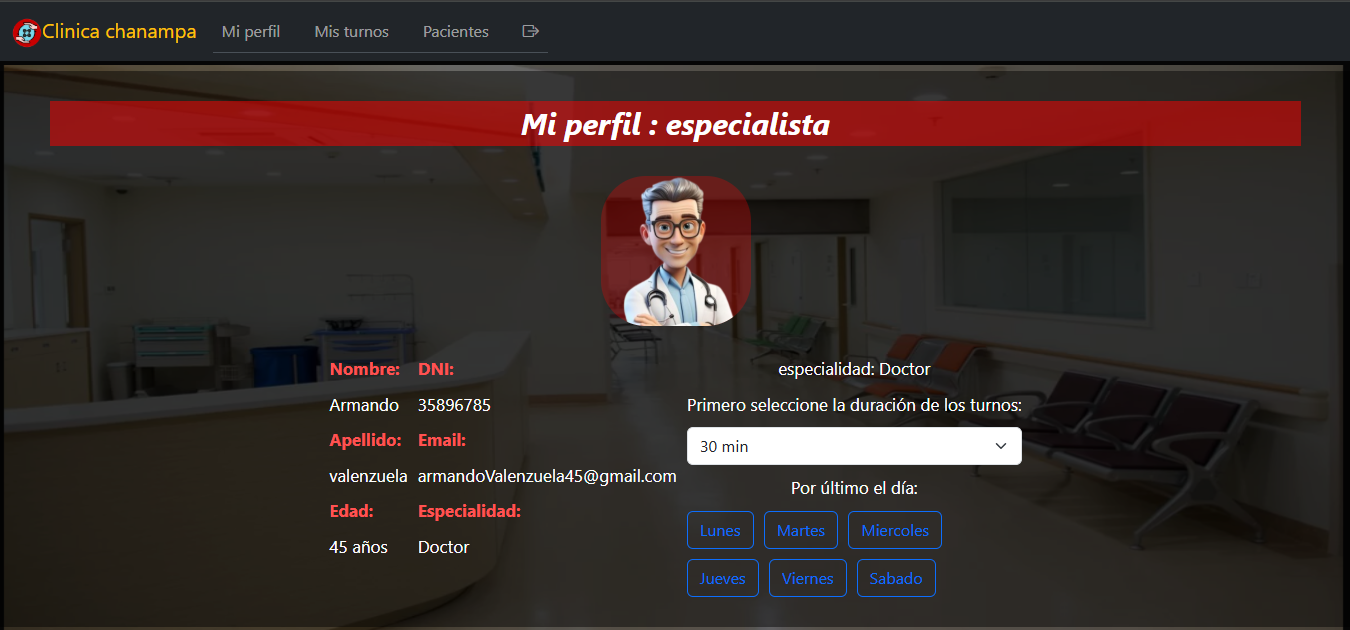 Clinica chanampa Mi perfil Mis turnos Pacientes
Mi perfil : especialista
Nombre: DNI:
Armando 35896785
Apellido: Email:
valenzuela armandoValenzuela45@gmail.com
Edad: Especialidad:
45 años Doctor
especialidad: Doctor
Primero seleccione la duración de los turnos:
30 min
Por último el día:
Lunes Martes Miercoles
Jueves Viernes Sabado